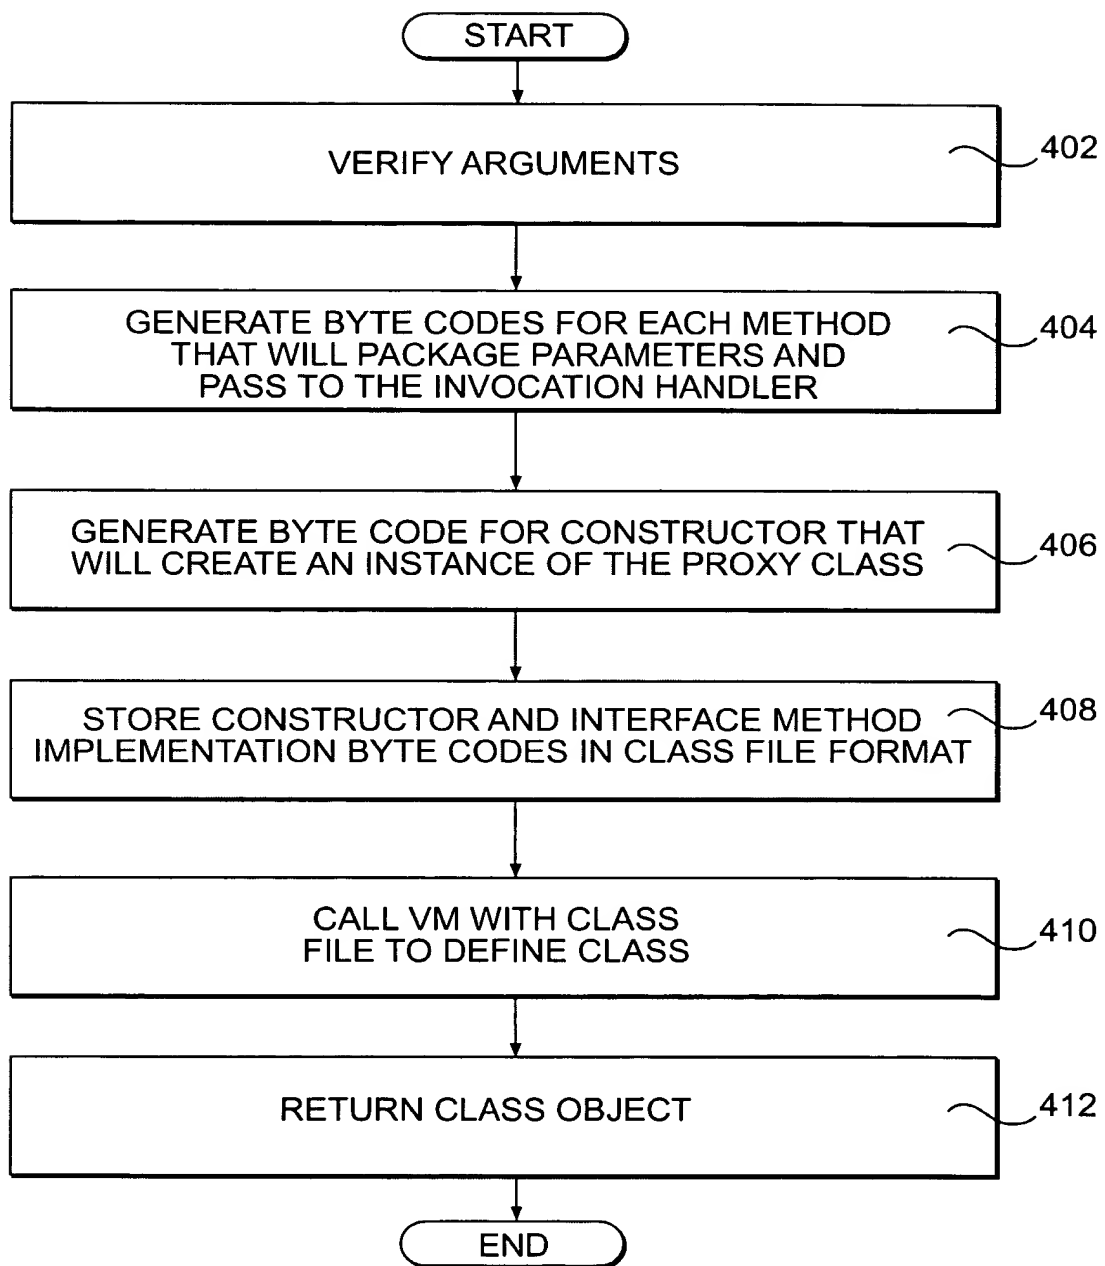 START
VERIFY ARGUMENTS
402
GENERATE BYTE CODES FOR EACH METHOD
THAT WILL PACKAGE PARAMETERS AND
PASS TO THE INVOCATION HANDLER
404
GENERATE BYTE CODE FOR CONSTRUCTOR THAT
WILL CREATE AN INSTANCE OF THE PROXY CLASS
406
STORE CONSTRUCTOR AND INTERFACE METHOD
IMPLEMENTATION BYTE CODES IN CLASS FILE FORMAT
408
CALL VM WITH CLASS
FILE TO DEFINE CLASS
410
RETURN CLASS OBJECT
412
END